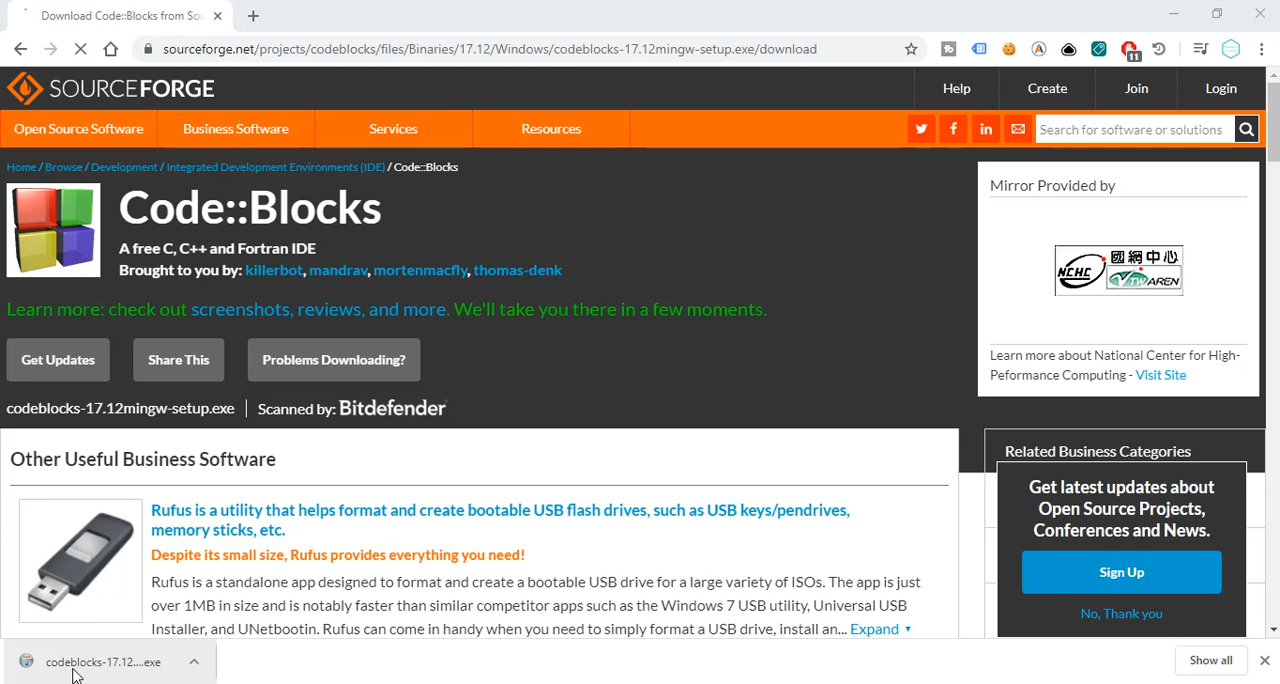 Download Code::Blocks from Sou
sourceforge.net/projects/codeblocks/files/Binaries/17.12/Windows/codeblocks-17.12mingw-setup.exe/download
11
SOURCEFORGE
Help
Create
Join
Login
Open Source Software
Business Software
Services
Resources
Search for software or solutions
Home / Browse / Development / Integrated Development Environments (IDE) / Code::Blocks
Code::Blocks
A free C, C++ and Fortran IDE
Brought to you by: killerbot, mandrav, mortenmacfly, thomas-denk
Learn more: check out screenshots, reviews, and more. We'll take you there in a few moments.
Get Updates
Share This
Problems Downloading?
codeblocks-17.12mingw-setup.exe
Scanned by: Bitdefender
Mirror Provided by
NCHC
國網中心
TWAREN
Learn more about National Center for High-
Peformance Computing - Visit Site
Other Useful Business Software
Rufus is a utility that helps format and create bootable USB flash drives, such as USB keys/pendrives,
memory sticks, etc.
Despite its small size, Rufus provides everything you need!
Rufus is a standalone app designed to format and create a bootable USB drive for a large variety of ISOs. The app is just
over 1MB in size and is notably faster than similar competitor apps such as the Windows 7 USB utility, Universal USB
Installer, and UNetbootin. Rufus can come in handy when you need to simply format a USB drive, install an... Expand
Related Business Categories
Get latest updates about
Open Source Projects,
Conferences and News.
Sign Up
No, Thank you
codeblocks-17.12....exe
Show all